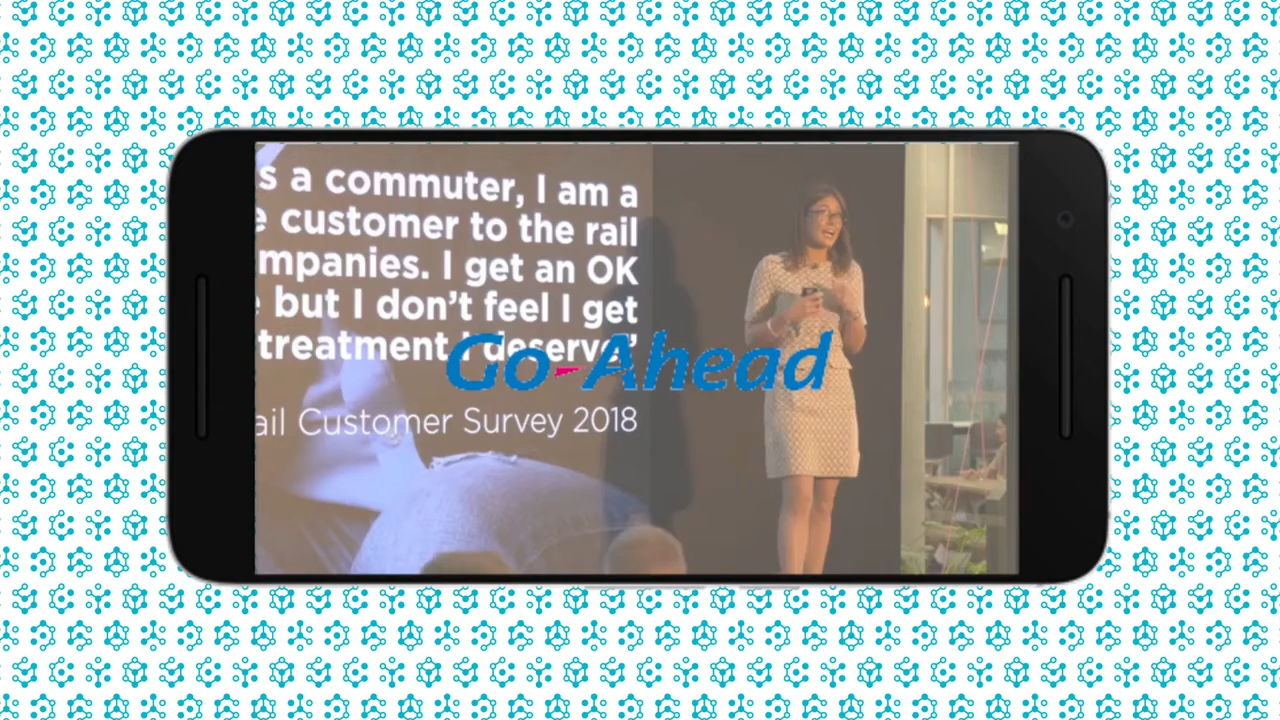 s a commuter, I am a
customer to the rail
mpanies. I get an OK
but I don't feel I get
treatment I deserve'
Go-Ahead
ail Customer Survey 2018